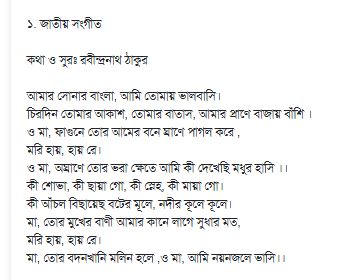 ১. জাতীয় সংগীত
কথা ও সুরঃ রবীন্দ্রনাথ ঠাকুর
আমার সোনার বাংলা, আমি তোমায় ভালবাসি।
চিরদিন তোমার আকাশ, তোমার বাতাস, আমার প্রাণে বাজায় বাঁশি ।
ও মা, ফাগুনে তোর আমের বনে ঘ্রাণে পাগল করে ,
মরি হায়, হায় রে।
ও মা, অঘ্রাণে তোর ভরা ক্ষেতে আমি কী দেখেছি মধুর হাসি ।।
কী শোভা, কী ছায়া গো, কী স্নেহ, কী মায়া গো।
কী আঁচল বিছায়েছ বটের মূলে, নদীর কূলে কূলে।
মা, তোর মুখের বাণী আমার কানে লাগে সুধার মত,
মরি হায়, হায় রে।
মা, তোর বদনখানি মলিন হলে ,ও মা, আমি নয়নজলে ভাসি।।